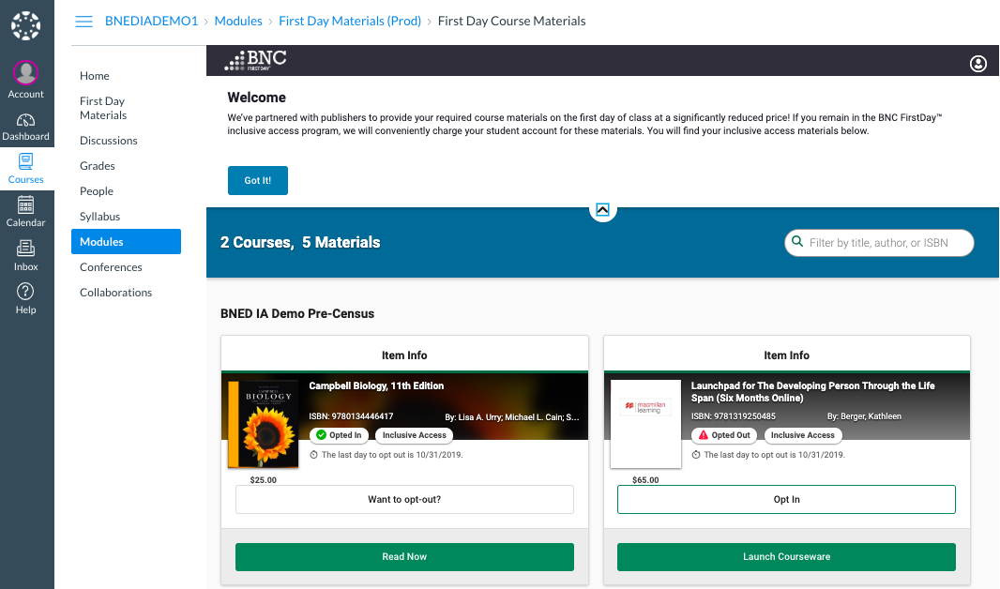 BNEDIADEMO1 › Modules › First Day Materials (Prod) › First Day Course Materials
Account
Dashboard
Courses
Calendar
Inbox
Help
Home
First Day
Materials
Discussions
Grades
People
Syllabus
Modules
Conferences
Collaborations
BNC
FIRST DAY™
Welcome
We've partnered with publishers to provide your required course materials on the first day of class at a significantly reduced price! If you remain in the BNC FirstDay™
inclusive access program, we will conveniently charge your student account for these materials. You will find your inclusive access materials below.
Got It!
2 Courses, 5 Materials
Filter by title, author, or ISBN
BNED IA Demo Pre-Census
Item Info
CAMPBELL
BIOLOGY
Campbell Biology, 11th Edition
ISBN: 9780134446417
By: Lisa A. Urry; Michael L. Cain; S...
Opted In
Inclusive Access
The last day to opt out is 10/31/2019.
$25.00
Want to opt-out?
Read Now
Item Info
macmillan
learning
Launchpad for The Developing Person Through the Life
Span (Six Months Online)
ISBN: 9781319250485
By: Berger, Kathleen
Opted Out
Inclusive Access
The last day to opt out is 10/31/2019.
$65.00
Opt In
Launch Courseware